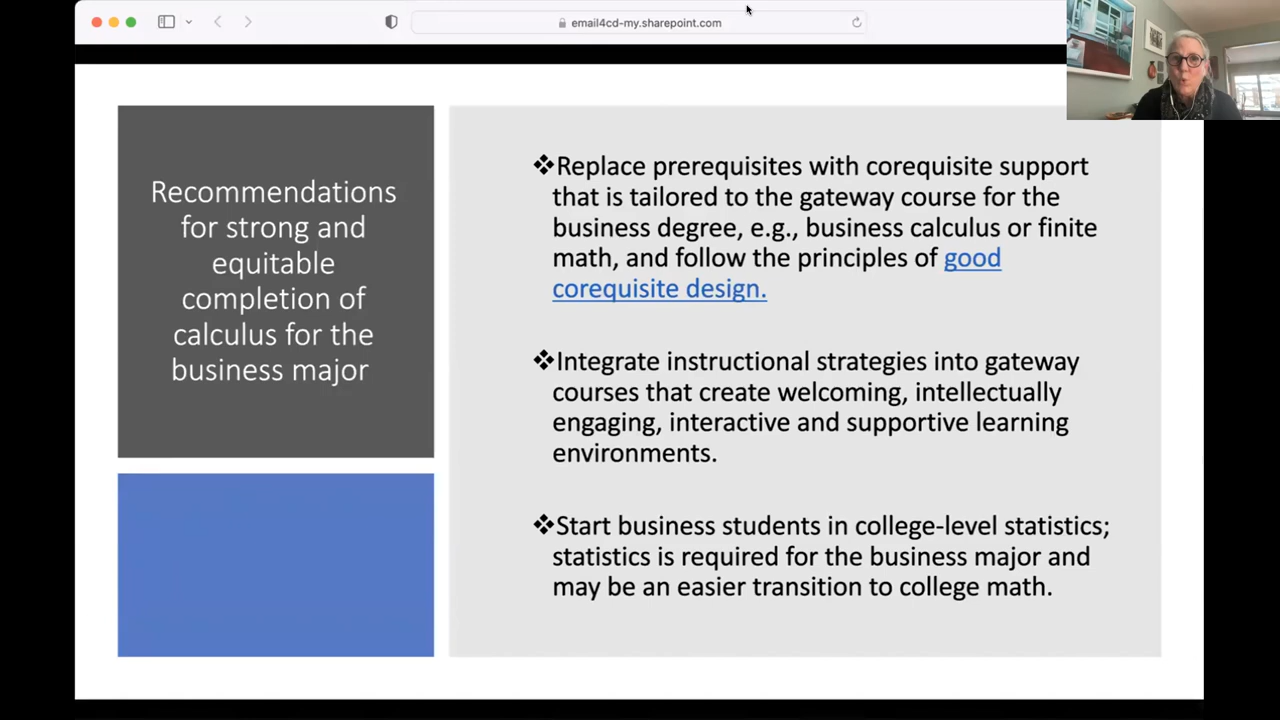 email4cd-my.sharepoint.com
Recommendations
for strong and
equitable
completion of
calculus for the
business major
❖Replace prerequisites with corequisite support
that is tailored to the gateway course for the
business degree, e.g., business calculus or finite
math, and follow the principles of good
corequisite design.
❖Integrate instructional strategies into gateway
courses that create welcoming, intellectually
engaging, interactive and supportive learning
environments.
❖Start business students in college-level statistics;
statistics is required for the business major and
may be an easier transition to college math.